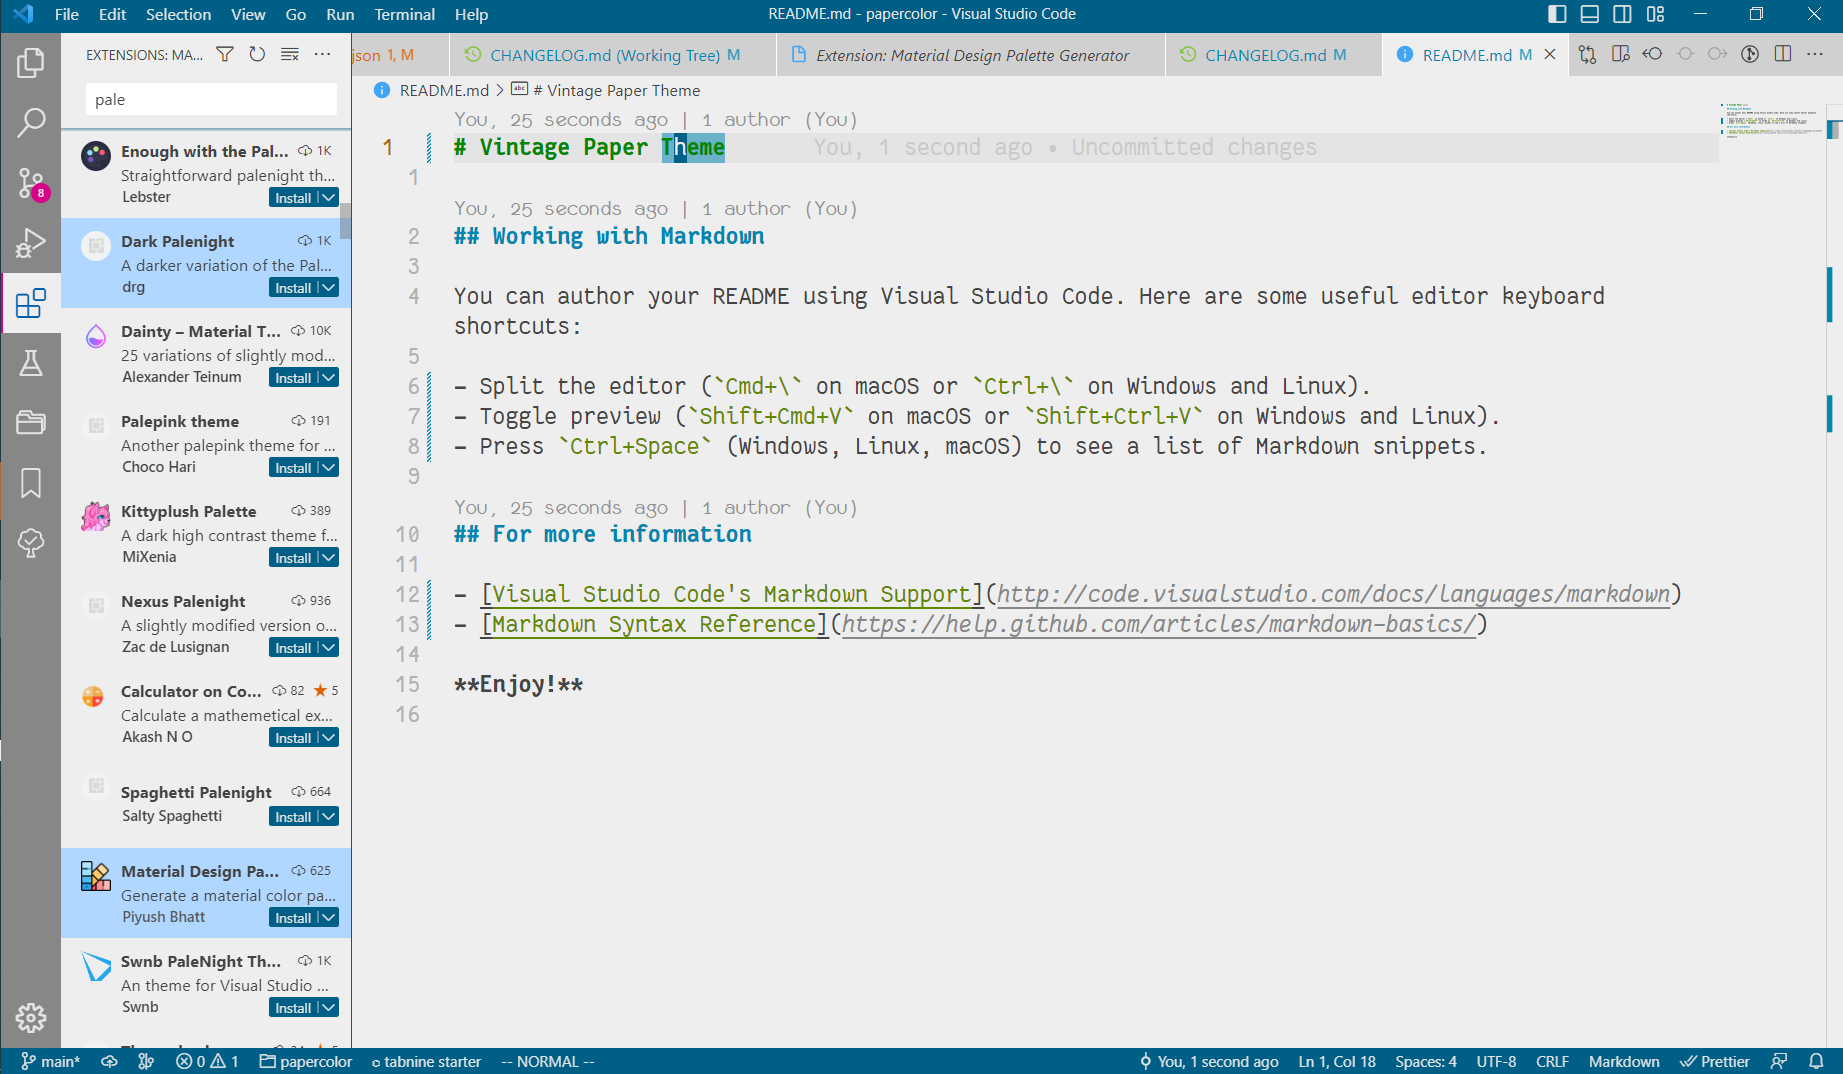 File Edit Selection View Go Run Terminal Help
README.md - papercolor - Visual Studio Code
EXTENSIONS: MA...
json 1, M
CHANGELOG.md (Working Tree) M
Extension: Material Design Palette Generator
CHANGELOG.md M
README.md M
pale
README.md > # Vintage Paper Theme
8
Enough with the Pal... 1K
Straightforward palenight th...
Lebster Install
Dark Palenight 1K
A darker variation of the Pal...
drg Install
Dainty – Material T... 10K
25 variations of slightly mod...
Alexander Teinum Install
Palepink theme 191
Another palepink theme for ...
Choco Hari Install
Kittyplush Palette 389
A dark high contrast theme f...
MiXenia Install
Nexus Palenight 936
A slightly modified version o...
Zac de Lusignan Install
Calculator on Co... 82 ★ 5
Calculate a mathemetical ex...
Akash N O Install
Spaghetti Palenight 664
Salty Spaghetti Install
Material Design Pa... 625
Generate a material color pa...
Piyush Bhatt Install
Swnb PaleNight Th... 1K
An theme for Visual Studio ...
Swnb Install
You, 25 seconds ago | 1 author (You)
1 # Vintage Paper Theme You, 1 second ago • Uncommitted changes
1
You, 25 seconds ago | 1 author (You)
2 ## Working with Markdown
3
4 You can author your README using Visual Studio Code. Here are some useful editor keyboard
shortcuts:
5
6 - Split the editor (`Cmd+\` on macOS or `Ctrl+\` on Windows and Linux).
7 - Toggle preview (`Shift+Cmd+V` on macOS or `Shift+Ctrl+V` on Windows and Linux).
8 - Press `Ctrl+Space` (Windows, Linux, macOS) to see a list of Markdown snippets.
9
You, 25 seconds ago | 1 author (You)
10 ## For more information
11
12 - [Visual Studio Code's Markdown Support](http://code.visualstudio.com/docs/languages/markdown)
13 - [Markdown Syntax Reference](https://help.github.com/articles/markdown-basics/)
14
15 **Enjoy!**
16
main* 0 1 papercolor tabnine starter -- NORMAL --
You, 1 second ago Ln 1, Col 18 Spaces: 4 UTF-8 CRLF Markdown Prettier